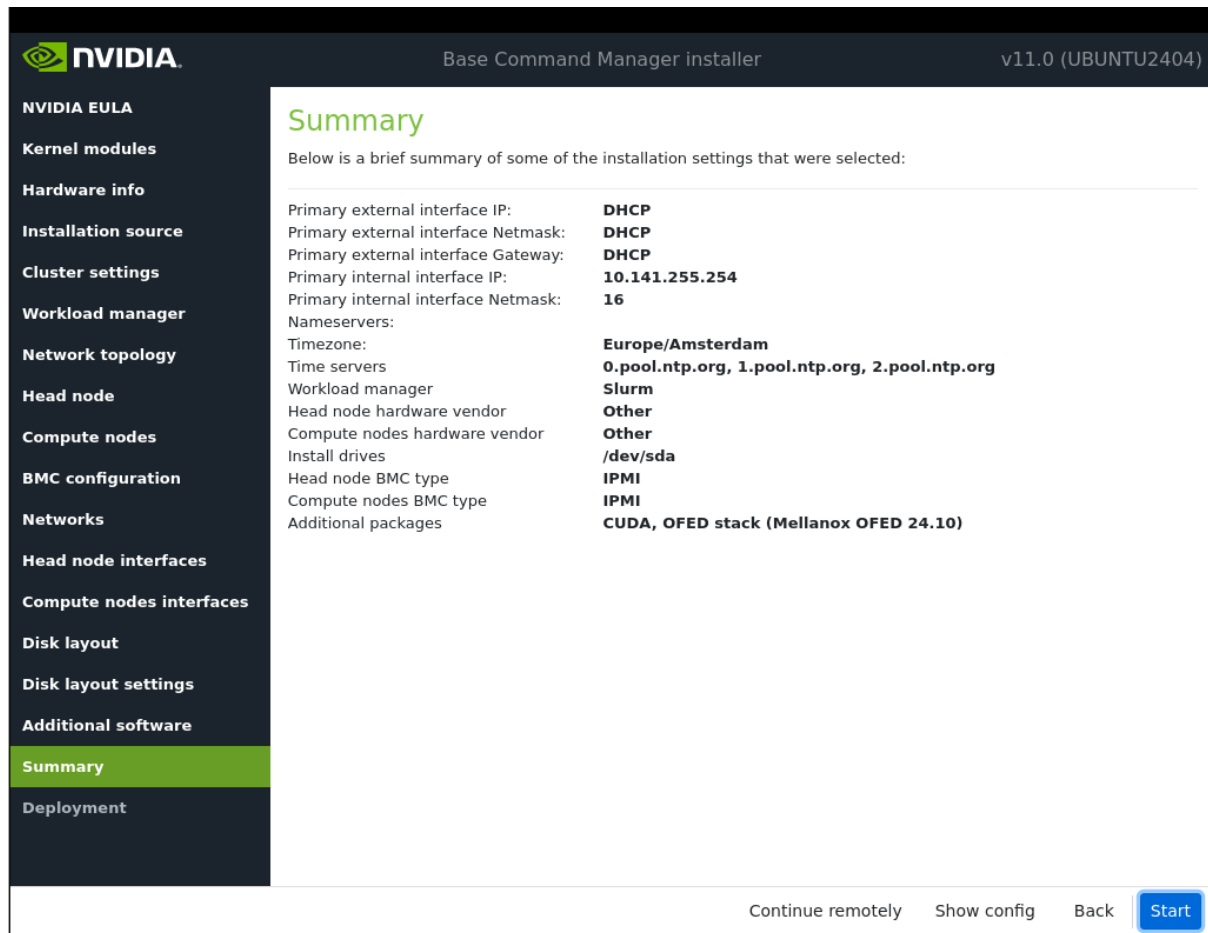 NVIDIA.
Base Command Manager installer
v11.0 (UBUNTU2404)
NVIDIA EULA
Kernel modules
Hardware info
Installation source
Cluster settings
Workload manager
Network topology
Head node
Compute nodes
BMC configuration
Networks
Head node interfaces
Compute nodes interfaces
Disk layout
Disk layout settings
Additional software
Summary
Deployment
Summary
Below is a brief summary of some of the installation settings that were selected:
Primary external interface IP: DHCP
Primary external interface Netmask: DHCP
Primary external interface Gateway: DHCP
Primary internal interface IP: 10.141.255.254
Primary internal interface Netmask: 16
Nameservers:
Timezone: Europe/Amsterdam
Time servers 0.pool.ntp.org, 1.pool.ntp.org, 2.pool.ntp.org
Workload manager Slurm
Head node hardware vendor Other
Compute nodes hardware vendor Other
Install drives /dev/sda
Head node BMC type IPMI
Compute nodes BMC type IPMI
Additional packages CUDA, OFED stack (Mellanox OFED 24.10)
Continue remotely Show config Back Start